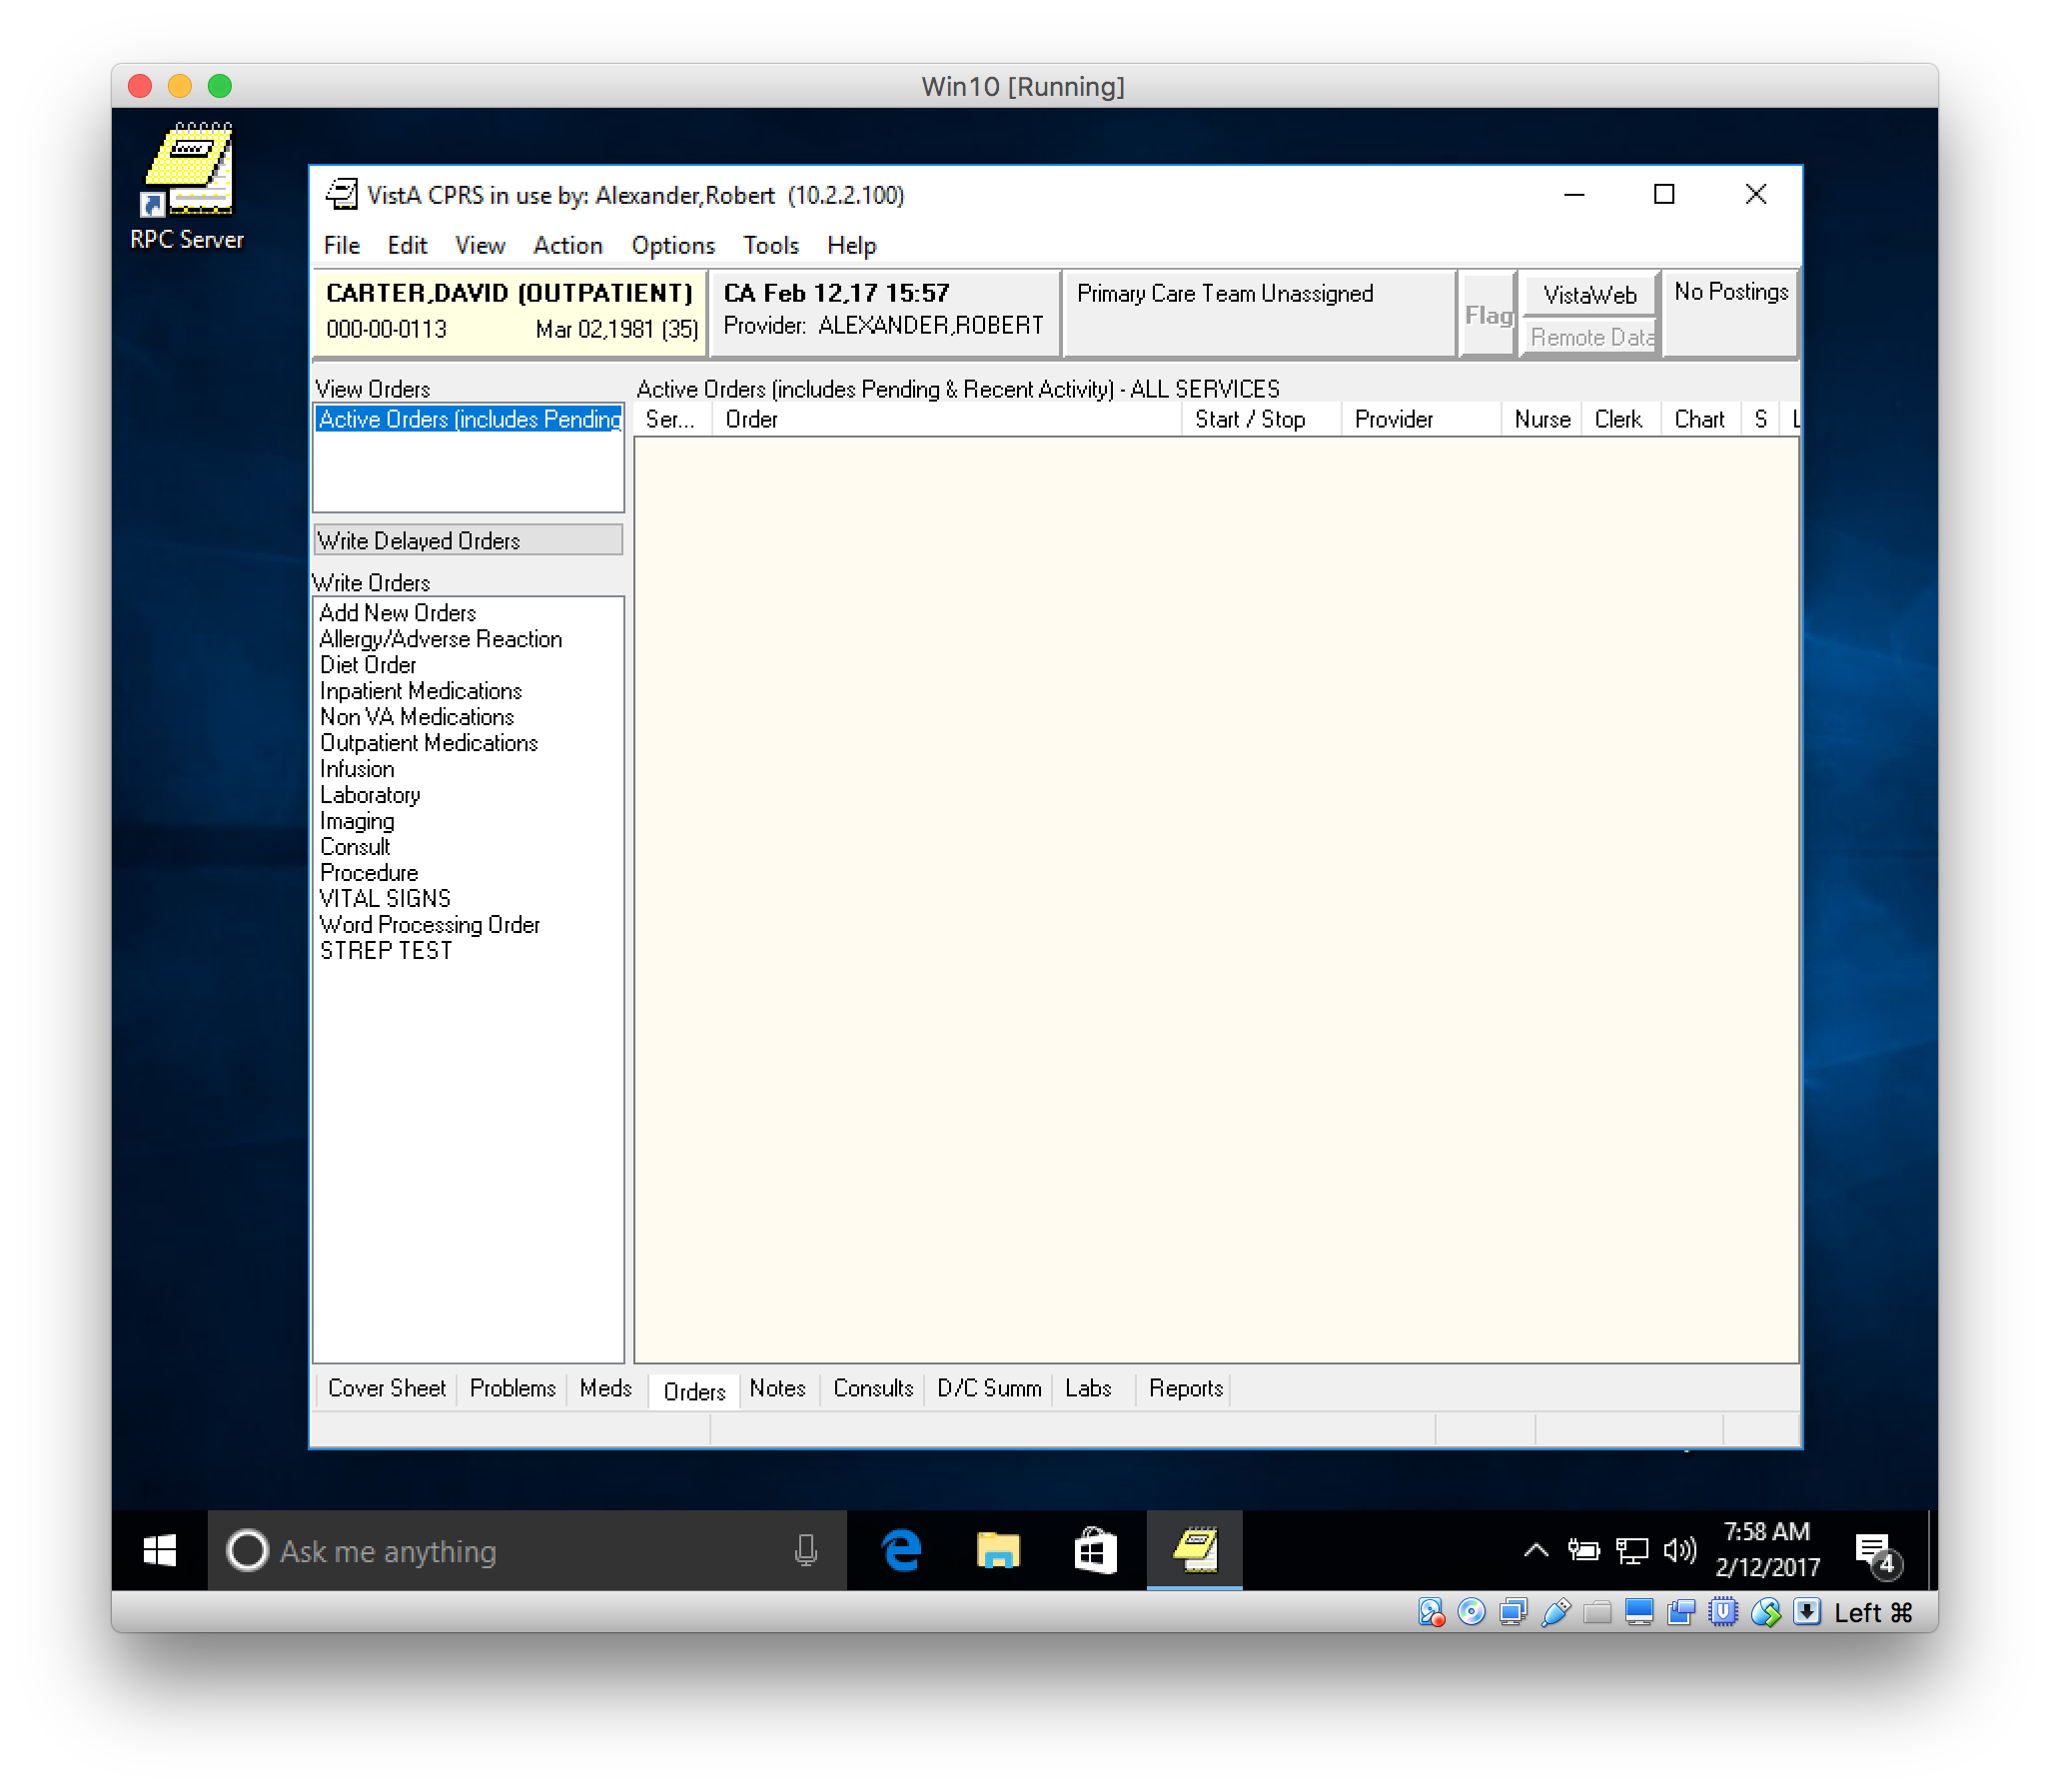 Win10 [Running]
RPC Server
VistA CPRS in use by: Alexander,Robert (10.2.2.100)
File Edit View Action Options Tools Help
CARTER,DAVID (OUTPATIENT)
000-00-0113 Mar 02,1981 (35)
CA Feb 12,17 15:57
Provider: ALEXANDER,ROBERT
Primary Care Team Unassigned
Flag
VistaWeb
Remote Data
No Postings
View Orders
Active Orders (includes Pending
Write Delayed Orders
Write Orders
Add New Orders
Allergy/Adverse Reaction
Diet Order
Inpatient Medications
Non VA Medications
Outpatient Medications
Infusion
Laboratory
Imaging
Consult
Procedure
VITAL SIGNS
Word Processing Order
STREP TEST
Active Orders (includes Pending & Recent Activity) - ALL SERVICES
Ser... Order Start / Stop Provider Nurse Clerk Chart S L
Cover Sheet Problems Meds Orders Notes Consults D/C Summ Labs Reports
Ask me anything
7:58 AM
2/12/2017
4
Left ⌘